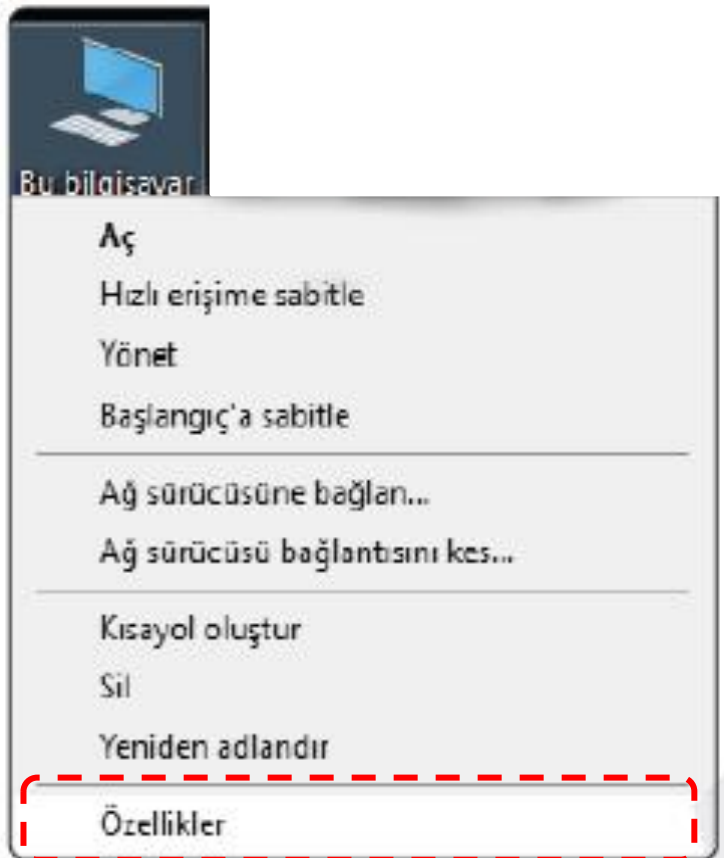 Bu bilgisayar
Aç
Hızlı erişime sabitle
Yönet
Başlangıç'a sabitle
Ağ sürücüsüne bağlan...
Ağ sürücüsü bağlantısını kes...
Kısayol oluştur
Sil
Yeniden adlandır
Özellikler